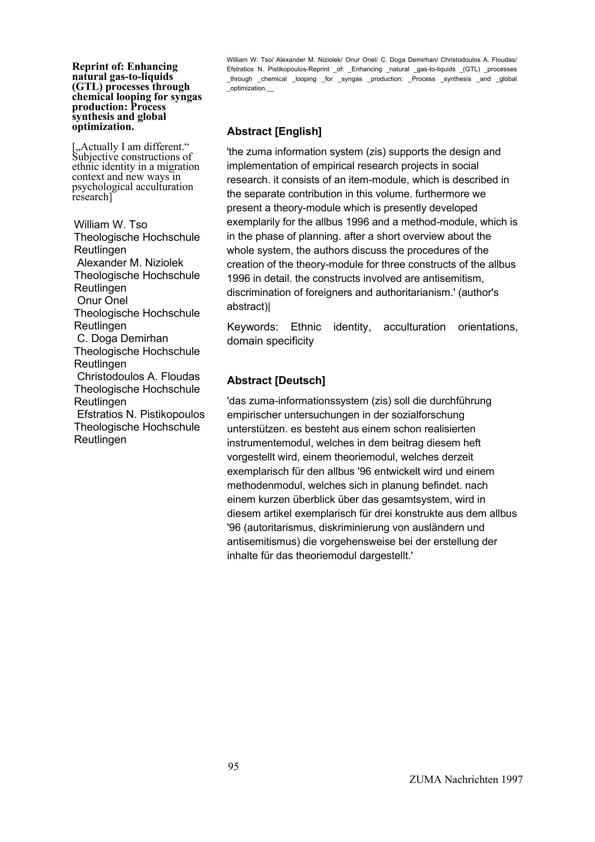 Reprint of: Enhancing
natural gas-to-liquids
(GTL) processes through
chemical looping for syngas
production: Process
synthesis and global
optimization.
[„Actually I am different.“
Subjective constructions of
ethnic identity in a migration
context and new ways in
psychological acculturation
research]
William W. Tso
Theologische Hochschule
Reutlingen
Alexander M. Niziolek
Theologische Hochschule
Reutlingen
Onur Onel
Theologische Hochschule
Reutlingen
C. Doga Demirhan
Theologische Hochschule
Reutlingen
Christodoulos A. Floudas
Theologische Hochschule
Reutlingen
Efstratios N. Pistikopoulos
Theologische Hochschule
Reutlingen
William W. Tso/ Alexander M. Niziolek/ Onur Onel/ C. Doga Demirhan/ Christodoulos A. Floudas/
Efstratios N. Pistikopoulos-Reprint _of: _Enhancing _natural _gas-to-liquids _(GTL) _processes
_through _chemical _looping _for _syngas _production: _Process _synthesis _and _global
_optimization.__
Abstract [English]
'the zuma information system (zis) supports the design and
implementation of empirical research projects in social
research. it consists of an item-module, which is described in
the separate contribution in this volume. furthermore we
present a theory-module which is presently developed
exemplarily for the allbus 1996 and a method-module, which is
in the phase of planning. after a short overview about the
whole system, the authors discuss the procedures of the
creation of the theory-module for three constructs of the allbus
1996 in detail. the constructs involved are antisemitism,
discrimination of foreigners and authoritarianism.' (author's
abstract)|
Keywords: Ethnic identity, acculturation orientations,
domain specificity
Abstract [Deutsch]
'das zuma-informationssystem (zis) soll die durchführung
empirischer untersuchungen in der sozialforschung
unterstützen. es besteht aus einem schon realisierten
instrumentemodul, welches in dem beitrag diesem heft
vorgestellt wird, einem theoriemodul, welches derzeit
exemplarisch für den allbus '96 entwickelt wird und einem
methodenmodul, welches sich in planung befindet. nach
einem kurzen überblick über das gesamtsystem, wird in
diesem artikel exemplarisch für drei konstrukte aus dem allbus
'96 (autoritarismus, diskriminierung von ausländern und
antisemitismus) die vorgehensweise bei der erstellung der
inhalte für das theoriemodul dargestellt.'
95
ZUMA Nachrichten 1997